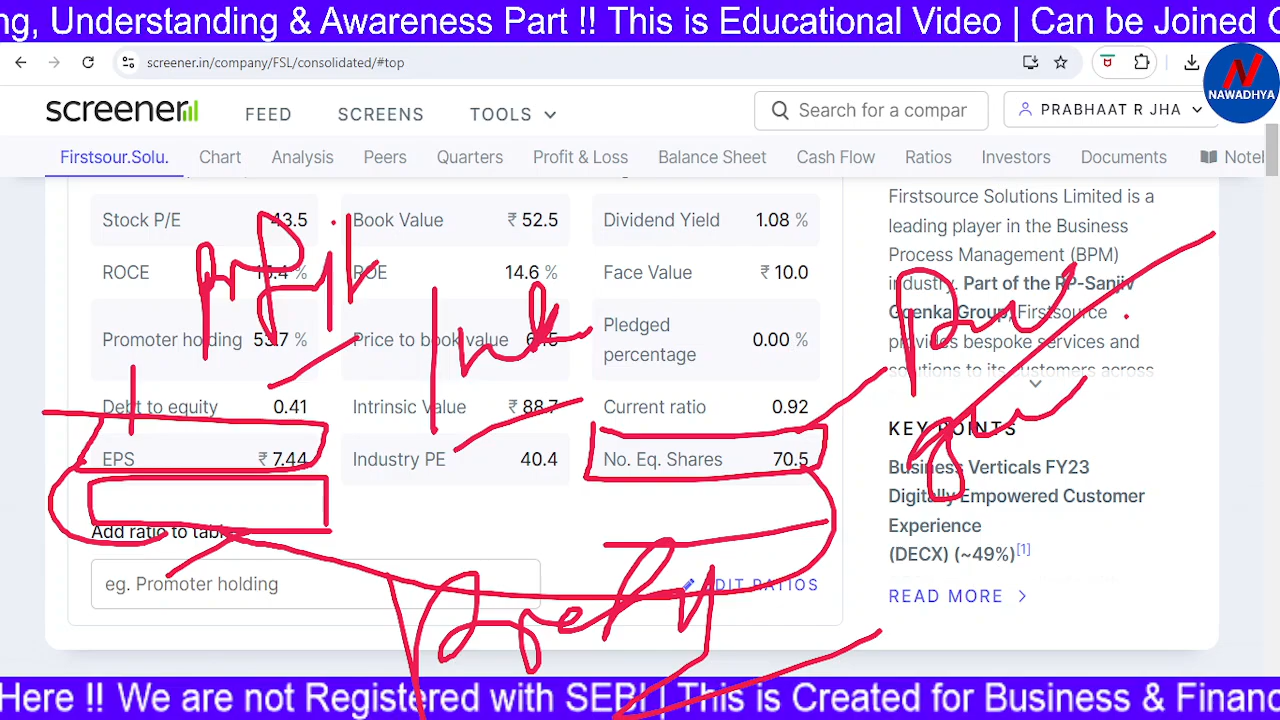 ng, Understanding & Awareness Part !! This is Educational Video | Can be Joined
screener.in/company/FSL/consolidated/#top
NAWADHYA
screener
FEED
SCREENS
TOOLS
Search for a compar
PRABHAAT R JHA
Firstsour.Solu.
Chart
Analysis
Peers
Quarters
Profit & Loss
Balance Sheet
Cash Flow
Ratios
Investors
Documents
Stock P/E 43.5
Book Value ₹ 52.5
Dividend Yield 1.08 %
ROCE %
ROE 14.6 %
Face Value ₹ 10.0
Promoter holding 53.7 %
Price to book value
Pledged percentage 0.00 %
Debt to equity 0.41
Intrinsic Value ₹ 88.7
Current ratio 0.92
EPS ₹ 7.44
Industry PE 40.4
No. Eq. Shares 70.5
Add ratio to table
eg. Promoter holding
EDIT RATIOS
Firstsource Solutions Limited is a
leading player in the Business
Process Management (BPM)
industry. Part of the RP-Sanjiv
Goenka Group, Firstsource
provides bespoke services and
solutions to its customers across
KEY POINTS
Business Verticals FY23
Digitally Empowered Customer
Experience
(DECX) (~49%)[1]
READ MORE
Here !! We are not Registered with SEBI | This is Created for Business & Financ